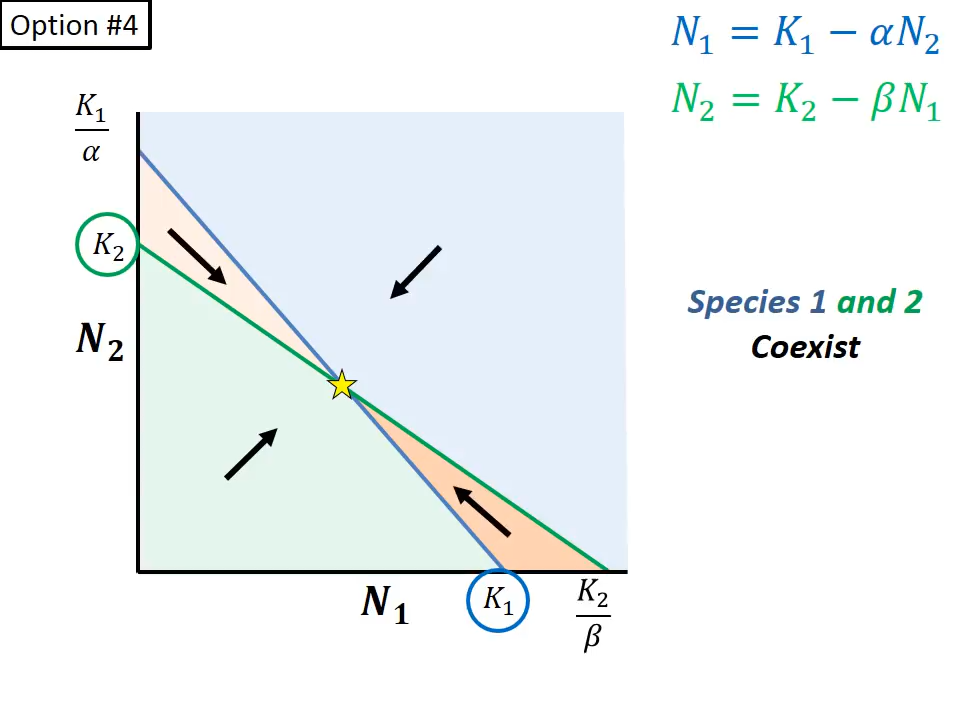 Option #4
N₁ = K₁ − αN₂
N₂ = K₂ − βN₁
K₁
α
K₂
N₂
Species 1 and 2
Coexist
N₁
K₁
K₂
β